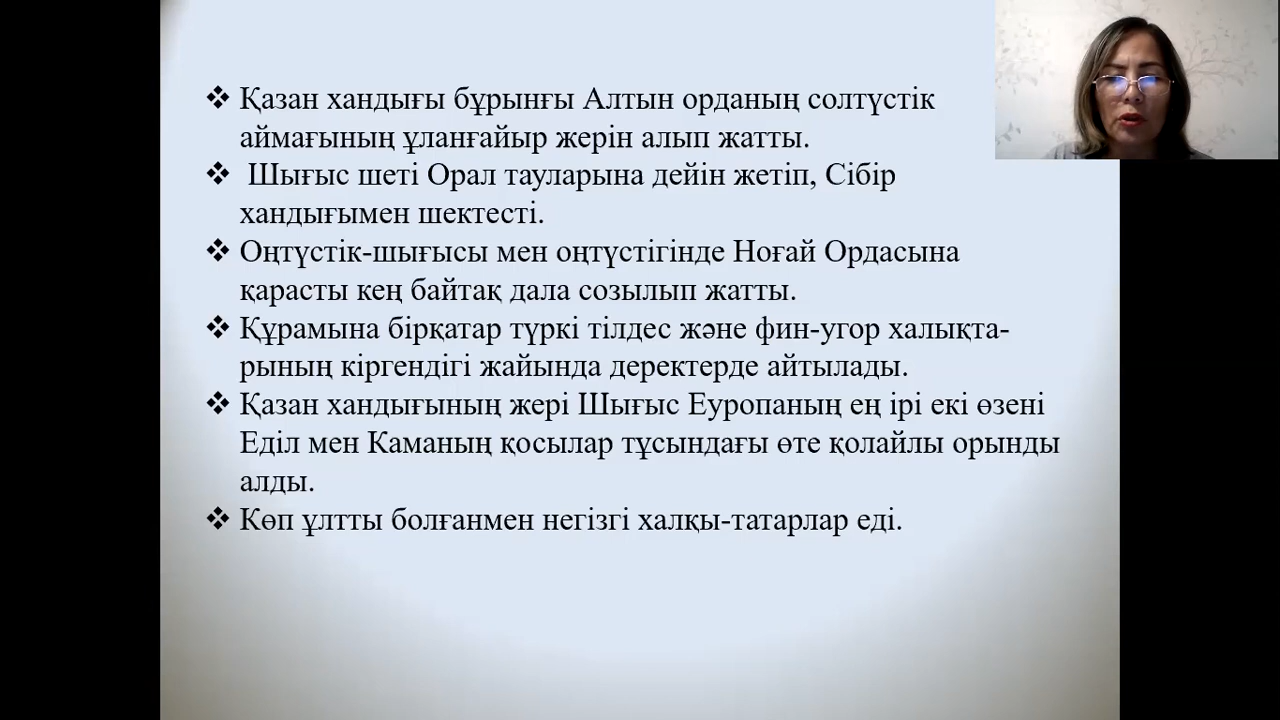 ❖ Қазан хандығы бұрынғы Алтын орданың солтүстік
аймағының ұланғайыр жерін алып жатты.
❖ Шығыс шеті Орал тауларына дейін жетіп, Сібір
хандығымен шектесті.
❖ Оңтүстік-шығысы мен оңтүстігінде Ноғай Ордасына
қарасты кең байтақ дала созылып жатты.
❖ Құрамына бірқатар түркі тілдес және фин-угор халықта-
рының кіргендігі жайында деректерде айтылады.
❖ Қазан хандығының жері Шығыс Еуропаның ең ірі екі өзені
Еділ мен Каманың қосылар тұсындағы өте қолайлы орынды
алды.
❖ Көп ұлтты болғанмен негізгі халқы-татарлар еді.